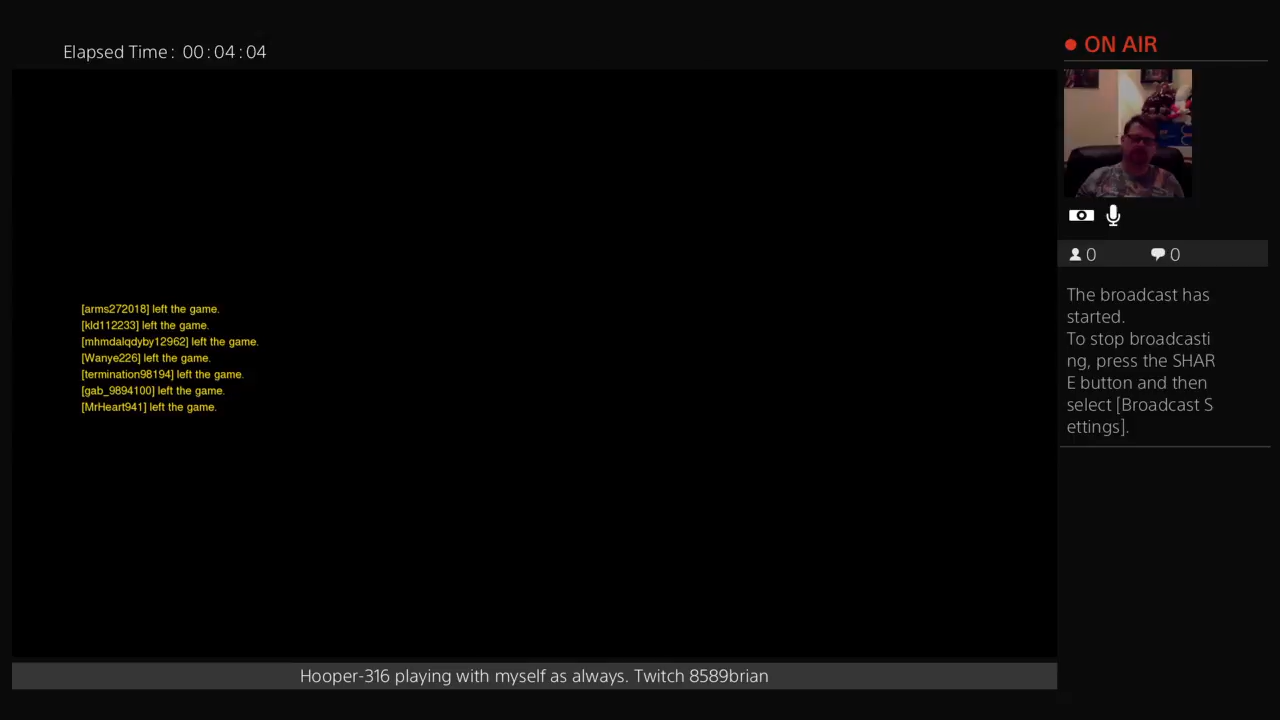 Elapsed Time: 00:04:04
ON AIR
0 0
[arms272018] left the game.
[kld112233] left the game.
[mhmdalqdyby12962] left the game.
[Wanye226] left the game.
[termination98194] left the game.
[gab_9894100] left the game.
[MrHeart941] left the game.
The broadcast has
started.
To stop broadcasti
ng, press the SHAR
E button and then
select [Broadcast S
ettings].
Hooper-316 playing with myself as always. Twitch 8589brian